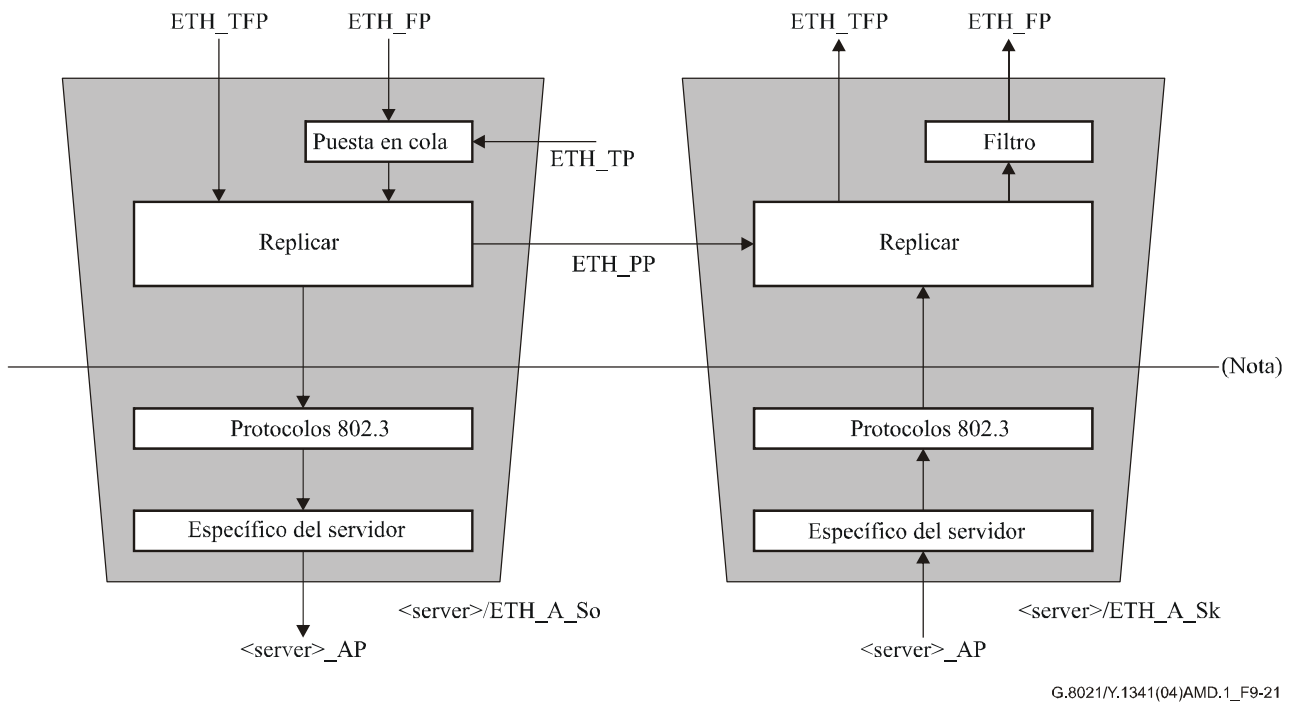 ETH_TFP
ETH_FP
ETH_TFP
ETH_FP
Puesta en cola
ETH_TP
Filtro
Replicar
ETH_PP
Replicar
(Nota)
Protocolos 802.3
Protocolos 802.3
Específico del servidor
Específico del servidor
<server>/ETH_A_So
<server>/ETH_A_Sk
<server>_AP
<server>_AP
G.8021/Y.1341(04)AMD.1_F9-21